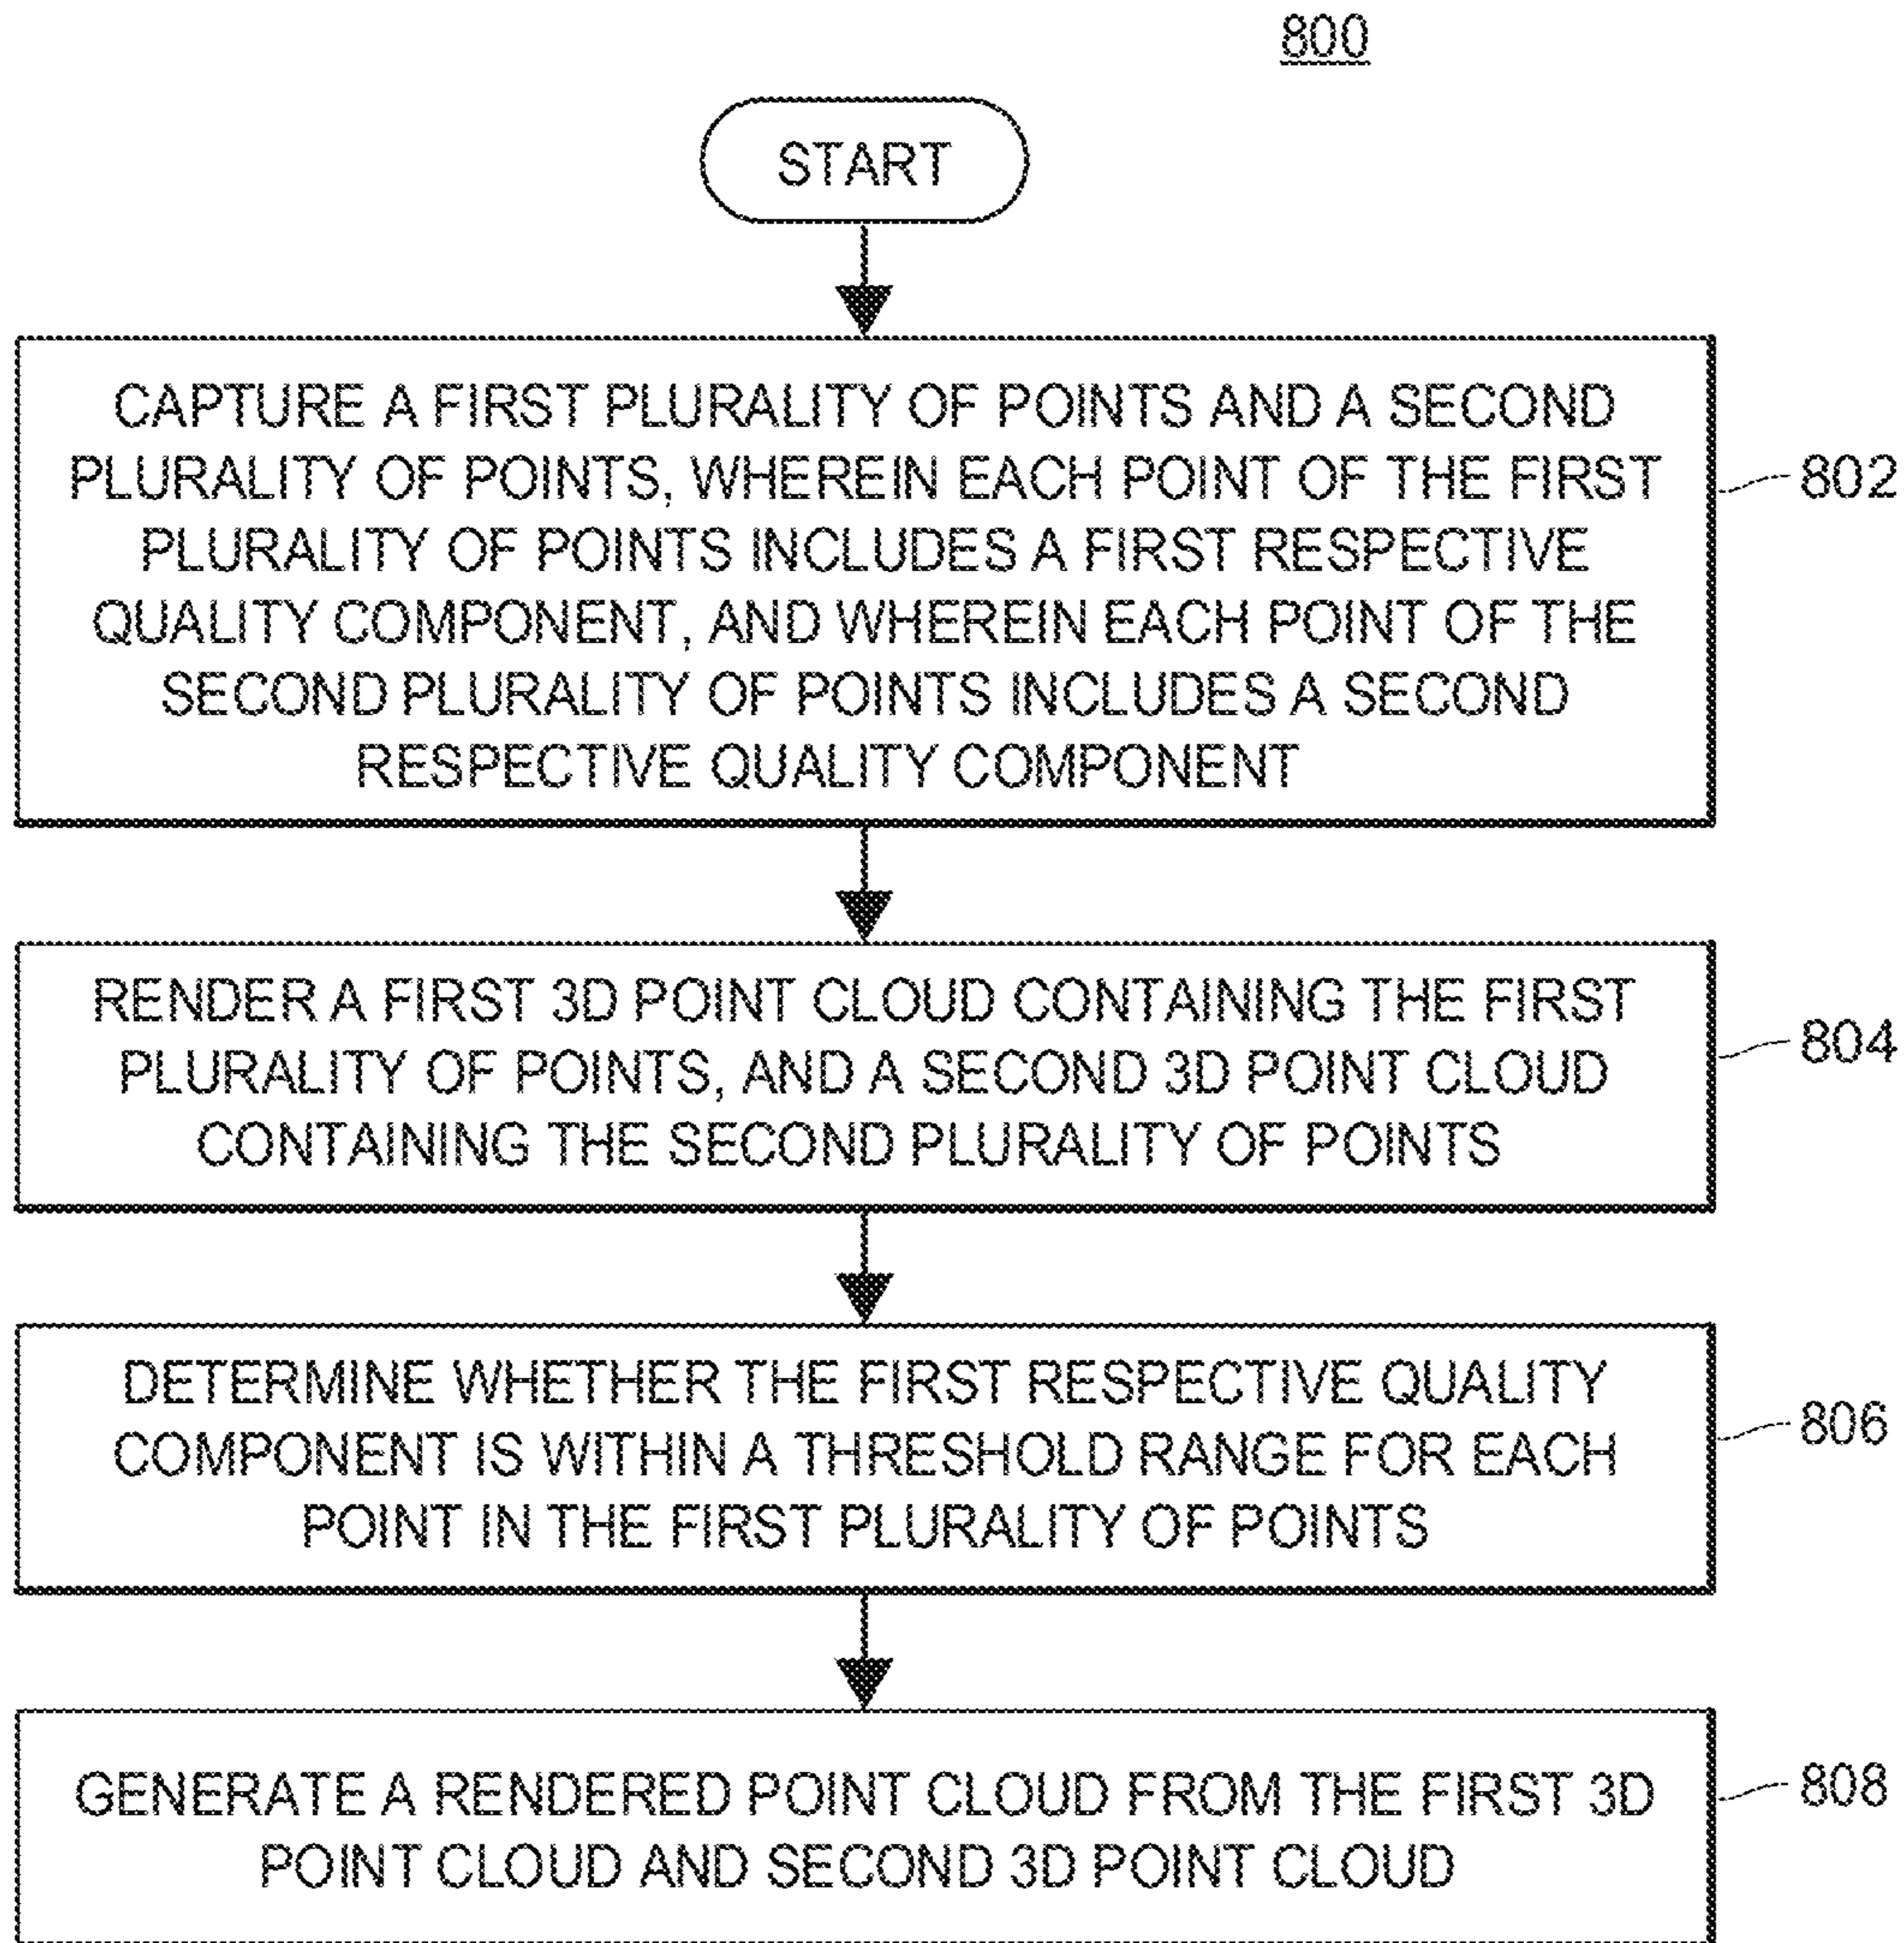 800
START
CAPTURE A FIRST PLURALITY OF POINTS AND A SECOND
PLURALITY OF POINTS, WHEREIN EACH POINT OF THE FIRST
PLURALITY OF POINTS INCLUDES A FIRST RESPECTIVE
QUALITY COMPONENT, AND WHEREIN EACH POINT OF THE
SECOND PLURALITY OF POINTS INCLUDES A SECOND
RESPECTIVE QUALITY COMPONENT
802
RENDER A FIRST 3D POINT CLOUD CONTAINING THE FIRST
PLURALITY OF POINTS, AND A SECOND 3D POINT CLOUD
CONTAINING THE SECOND PLURALITY OF POINTS
804
DETERMINE WHETHER THE FIRST RESPECTIVE QUALITY
COMPONENT IS WITHIN A THRESHOLD RANGE FOR EACH
POINT IN THE FIRST PLURALITY OF POINTS
806
GENERATE A RENDERED POINT CLOUD FROM THE FIRST 3D
POINT CLOUD AND SECOND 3D POINT CLOUD
808